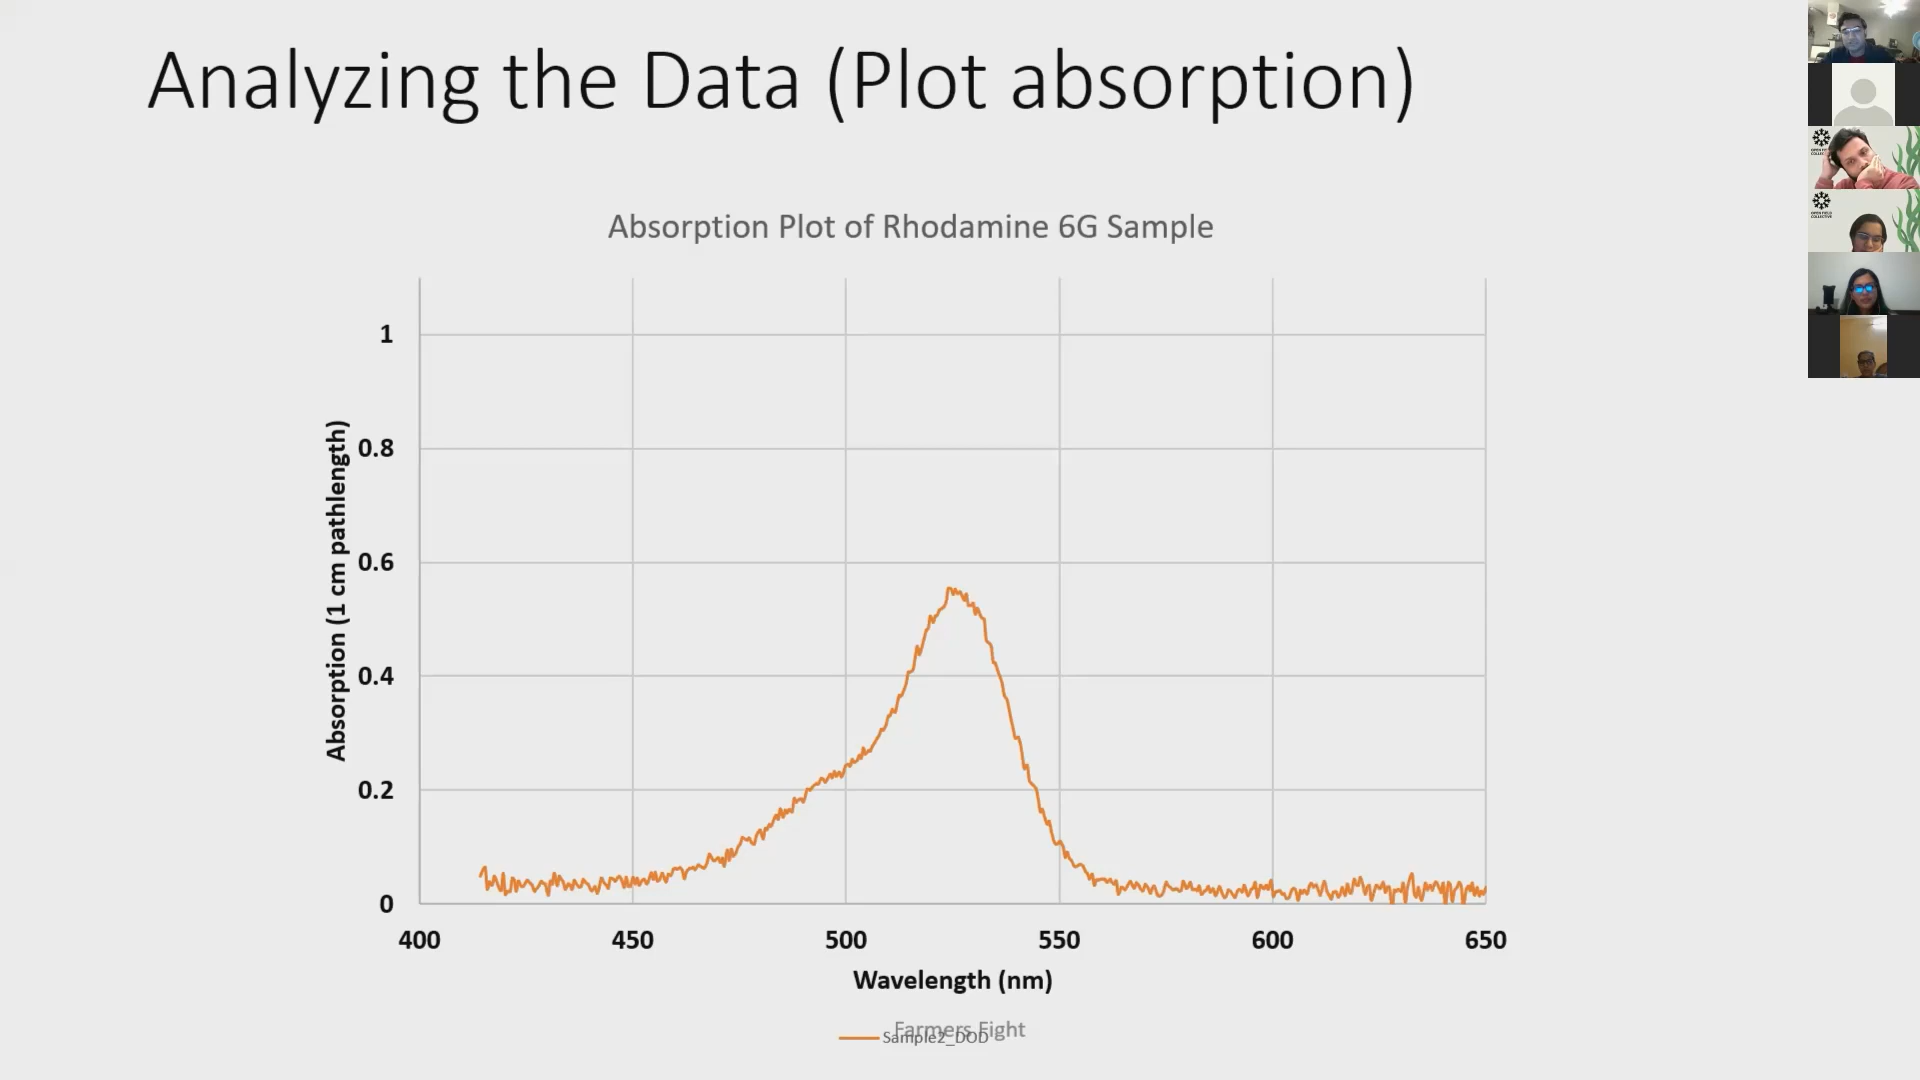 Analyzing the Data (Plot absorption)
Absorption Plot of Rhodamine 6G Sample
Absorption (1 cm pathlength)
1
0.8
0.6
0.4
0.2
0
400 450 500 550 600 650
Wavelength (nm)
Farmers Fight
Sample2_DOD